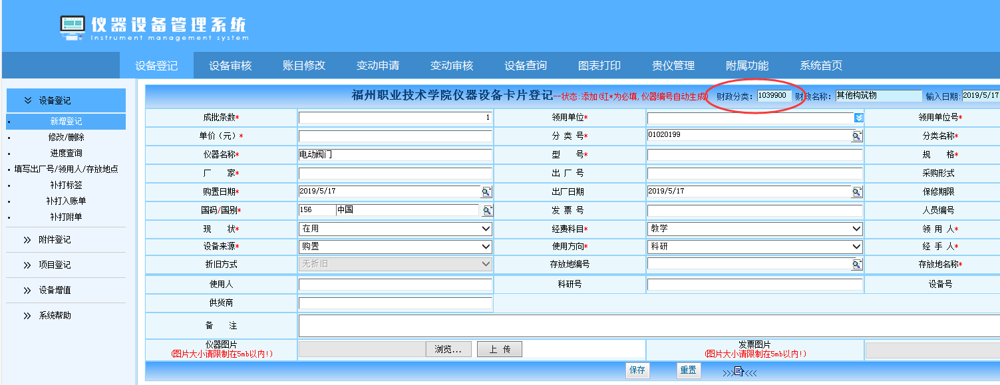 仪器设备管理系统
Instrument management system
设备登记 设备审核 账目修改 变动申请 变动审核 设备查询 图表打印 贵仪管理 附属功能 系统首页
设备登记
新增登记
修改/删除
进度查询
填写出厂号/领用人/存放地点
补打标签
补打入账单
补打附单
附件登记
项目登记
设备增值
系统帮助
福州职业技术学院仪器设备卡片登记--状态:添加(红*为必填,仪器编号自动生成) 财政分类: 1039900 财政名称: 其他构筑物 输入日期: 2019/5/17
成批条数* 1 领用单位* 领用单位号*
单价（元）* 分 类 号* 01020199 分类名称*
仪器名称* 电动阀门 型 号* 规 格*
厂 家* 出 厂 号 采购形式
购置日期* 2019/5/17 出厂日期 2019/5/17 保修期限
国码/国别* 156 中国 发 票 号 人员编号
现 状* 在用 经费科目* 教学 领 用 人*
设备来源* 购置 使用方向* 科研 经 手 人*
折旧方式 无折旧 存放地编号 存放地名称*
使用人 科研号 设备号
供货商
备 注
仪器图片 浏览... 上 传 发票图片
(图片大小请限制在5mb以内!) (图片大小请限制在5mb以内!)
保存 重置 >>> <<<